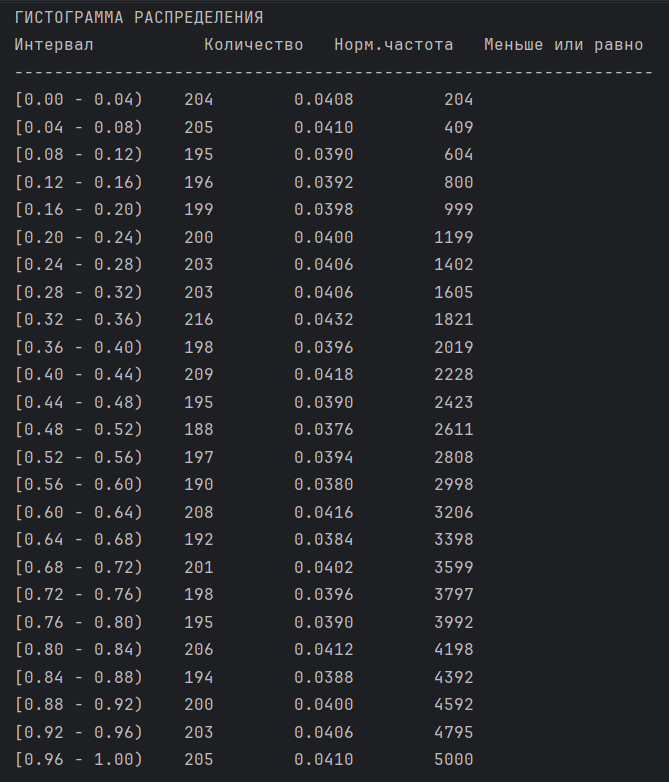 ГИСТОГРАММА РАСПРЕДЕЛЕНИЯ
Интервал Количество Норм.частота Меньше или равно
----------------------------------------------------------------
[0.00 - 0.04) 204 0.0408 204
[0.04 - 0.08) 205 0.0410 409
[0.08 - 0.12) 195 0.0390 604
[0.12 - 0.16) 196 0.0392 800
[0.16 - 0.20) 199 0.0398 999
[0.20 - 0.24) 200 0.0400 1199
[0.24 - 0.28) 203 0.0406 1402
[0.28 - 0.32) 203 0.0406 1605
[0.32 - 0.36) 216 0.0432 1821
[0.36 - 0.40) 198 0.0396 2019
[0.40 - 0.44) 209 0.0418 2228
[0.44 - 0.48) 195 0.0390 2423
[0.48 - 0.52) 188 0.0376 2611
[0.52 - 0.56) 197 0.0394 2808
[0.56 - 0.60) 190 0.0380 2998
[0.60 - 0.64) 208 0.0416 3206
[0.64 - 0.68) 192 0.0384 3398
[0.68 - 0.72) 201 0.0402 3599
[0.72 - 0.76) 198 0.0396 3797
[0.76 - 0.80) 195 0.0390 3992
[0.80 - 0.84) 206 0.0412 4198
[0.84 - 0.88) 194 0.0388 4392
[0.88 - 0.92) 200 0.0400 4592
[0.92 - 0.96) 203 0.0406 4795
[0.96 - 1.00) 205 0.0410 5000